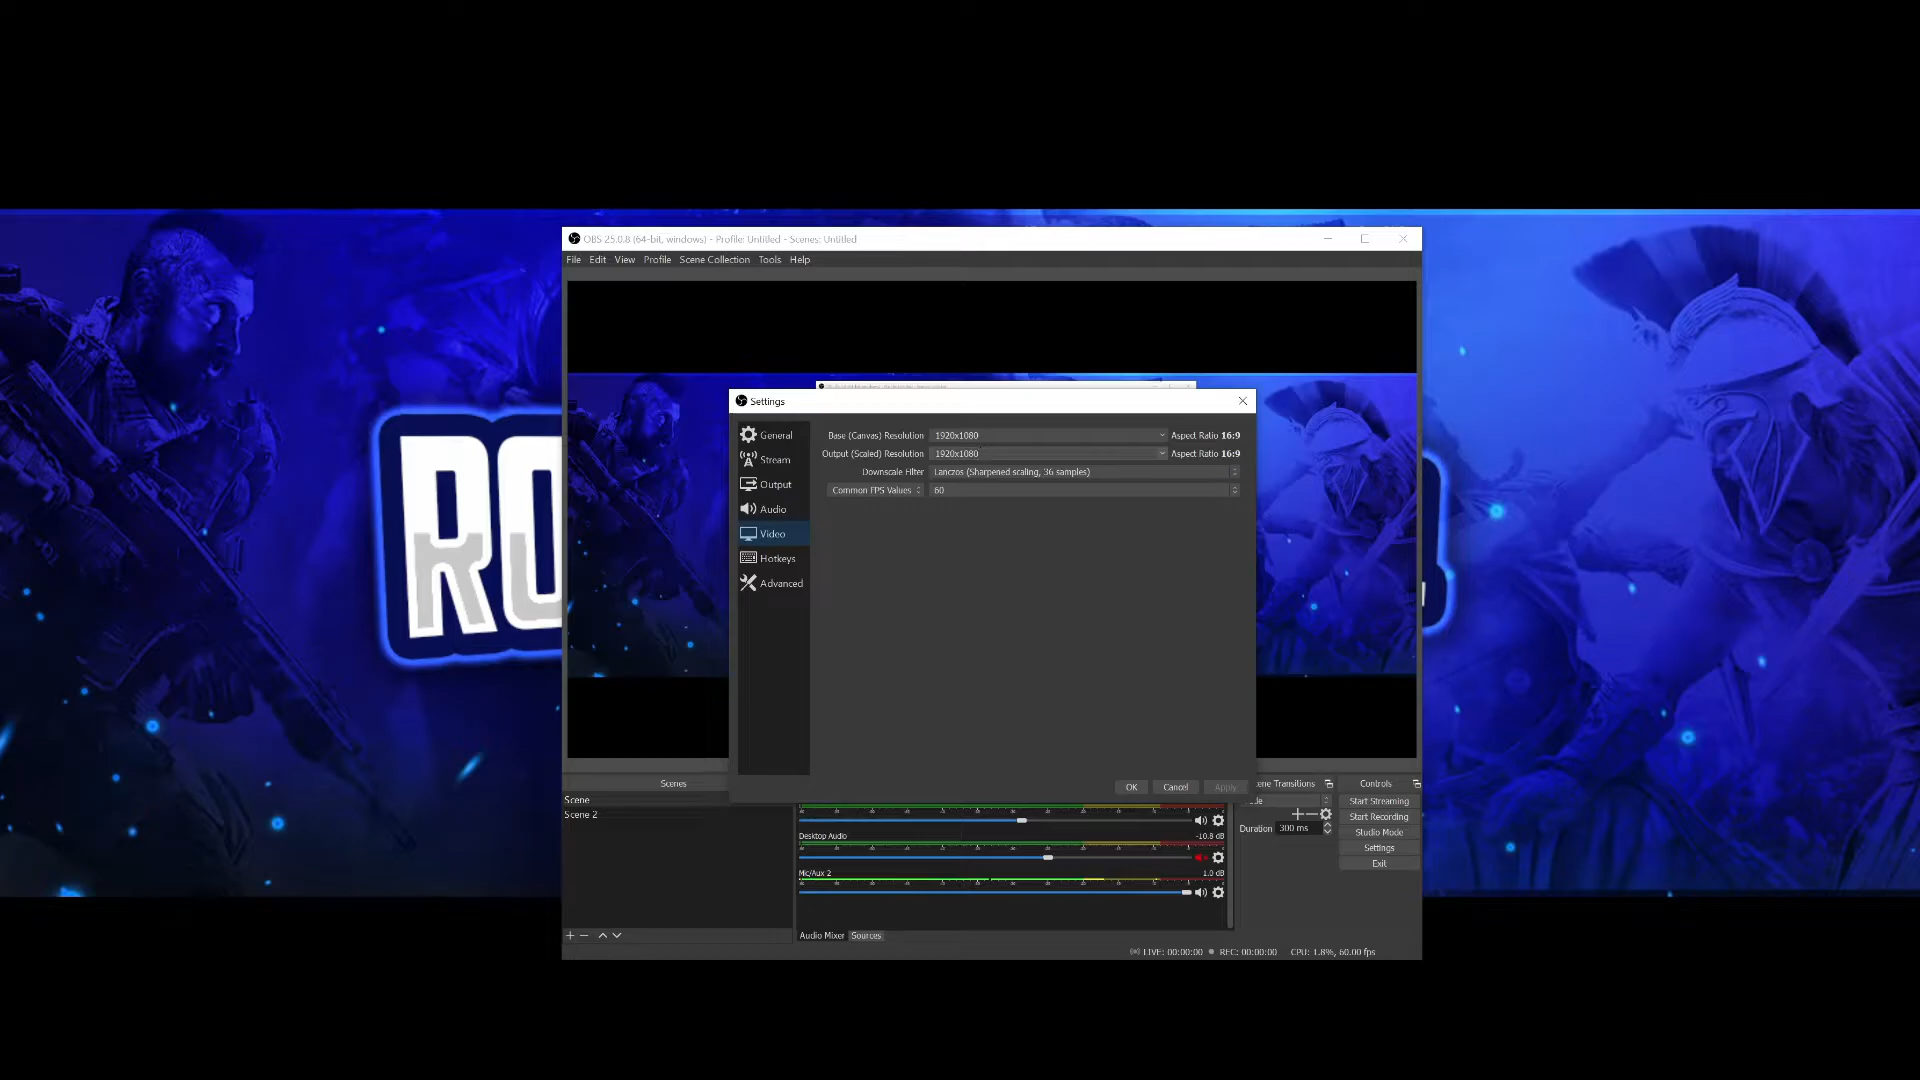 OBS 25.0.8 (64-bit, windows) - Profile: Untitled - Scenes: Untitled
File Edit View Profile Scene Collection Tools Help
RO
Settings
General
Stream
Output
Audio
Video
Hotkeys
Advanced
Base (Canvas) Resolution 1920x1080 Aspect Ratio 16:9
Output (Scaled) Resolution 1920x1080 Aspect Ratio 16:9
Downscale Filter Lanczos (Sharpened scaling, 36 samples)
Common FPS Values 60
OK Cancel Apply
Scenes
Scene
Scene 2
Desktop Audio -10.8 dB
Mic/Aux 2 1.0 dB
Audio Mixer Sources
ene Transitions
Duration 300 ms
Controls
Start Streaming
Start Recording
Studio Mode
Settings
Exit
LIVE: 00:00:00 REC: 00:00:00 CPU: 1.8%, 60.00 fps